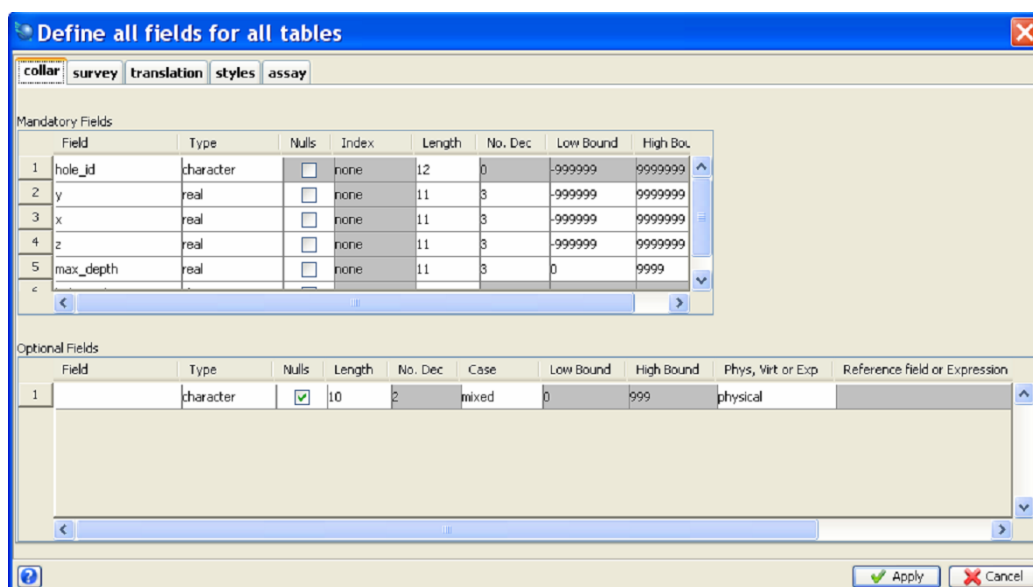 Define all fields for all tables
collar survey translation styles assay
Mandatory Fields
Field Type Nulls Index Length No. Dec Low Bound High Bou
1 hole_id character none 12 0 -999999 9999999
2 y real none 11 3 -999999 9999999
3 x real none 11 3 -999999 9999999
4 z real none 11 3 -999999 9999999
5 max_depth real none 11 3 0 9999
Optional Fields
Field Type Nulls Length No. Dec Case Low Bound High Bound Phys, Virt or Exp Reference field or Expression
1 character 10 2 mixed 0 999 physical
Apply Cancel